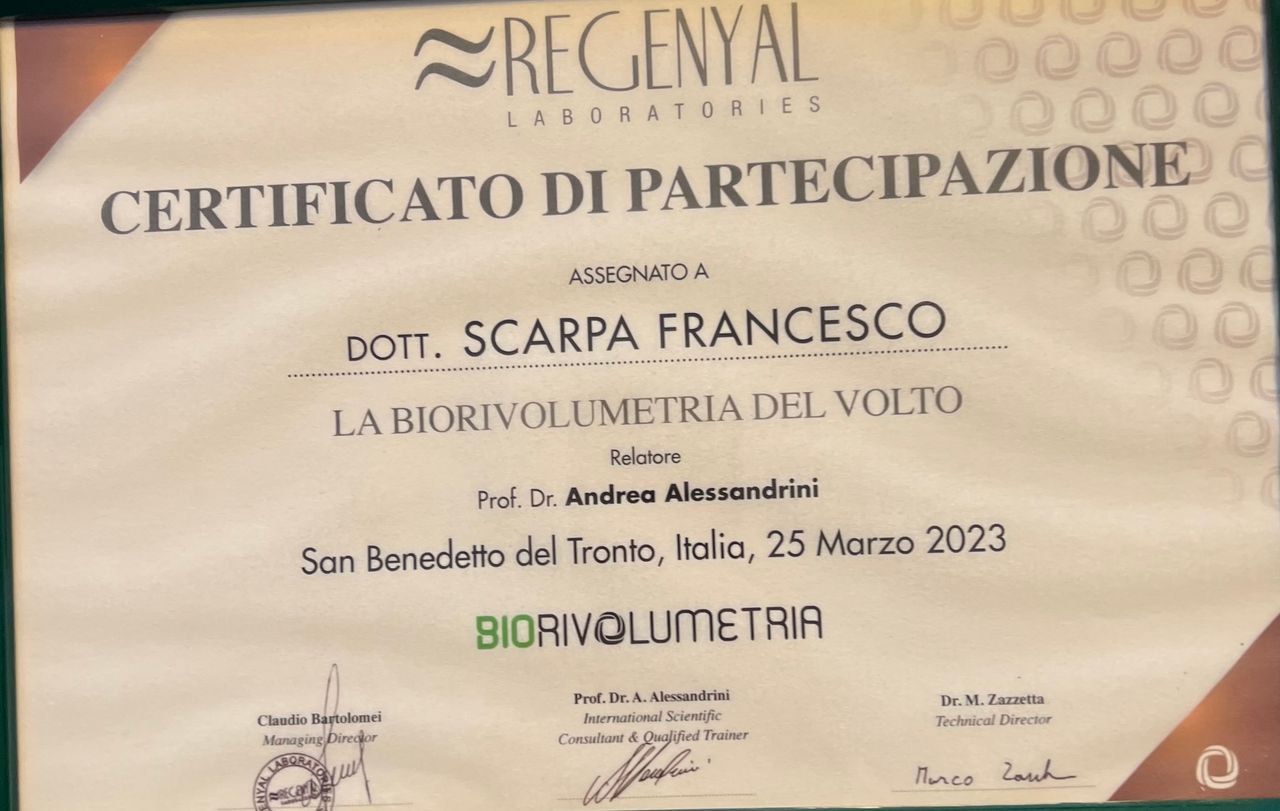 REGENYAL
LABORATORIES
CERTIFICATO DI PARTECIPAZIONE
ASSEGNATO A
DOTT. SCARPA FRANCESCO
LA BIORIVOLUMETRIA DEL VOLTO
Relatore
Prof. Dr. Andrea Alessandrini
San Benedetto del Tronto, Italia, 25 Marzo 2023
BIORIVOLUMETRIA
Claudio Bartolomei
Managing Director
Prof. Dr. A. Alessandrini
International Scientific
Consultant & Qualified Trainer
Dr. M. Zazzetta
Technical Director
Marco